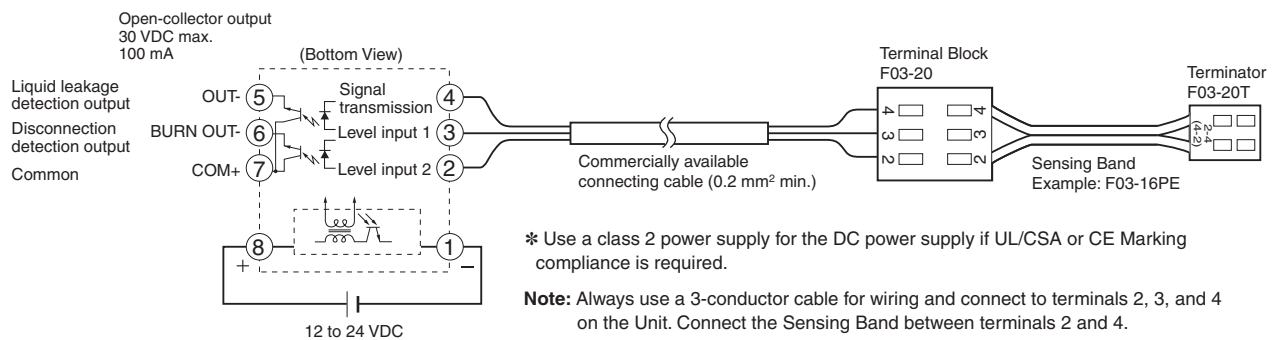 Open-collector output
30 VDC max.
100 mA
(Bottom View)
Liquid leakage
detection output
OUT-
5
Signal
transmission
4
Disconnection
detection output
BURN OUT-
6
Level input 1
3
Common
COM+
7
Level input 2
2
8
1
+
−
12 to 24 VDC
Commercially available
connecting cable (0.2 mm² min.)
Terminal Block
F03-20
4
3
2
4
3
2
Sensing Band
Example: F03-16PE
Terminator
F03-20T
2-4
(4-2)
✻ Use a class 2 power supply for the DC power supply if UL/CSA or CE Marking
compliance is required.
Note: Always use a 3-conductor cable for wiring and connect to terminals 2, 3, and 4
on the Unit. Connect the Sensing Band between terminals 2 and 4.